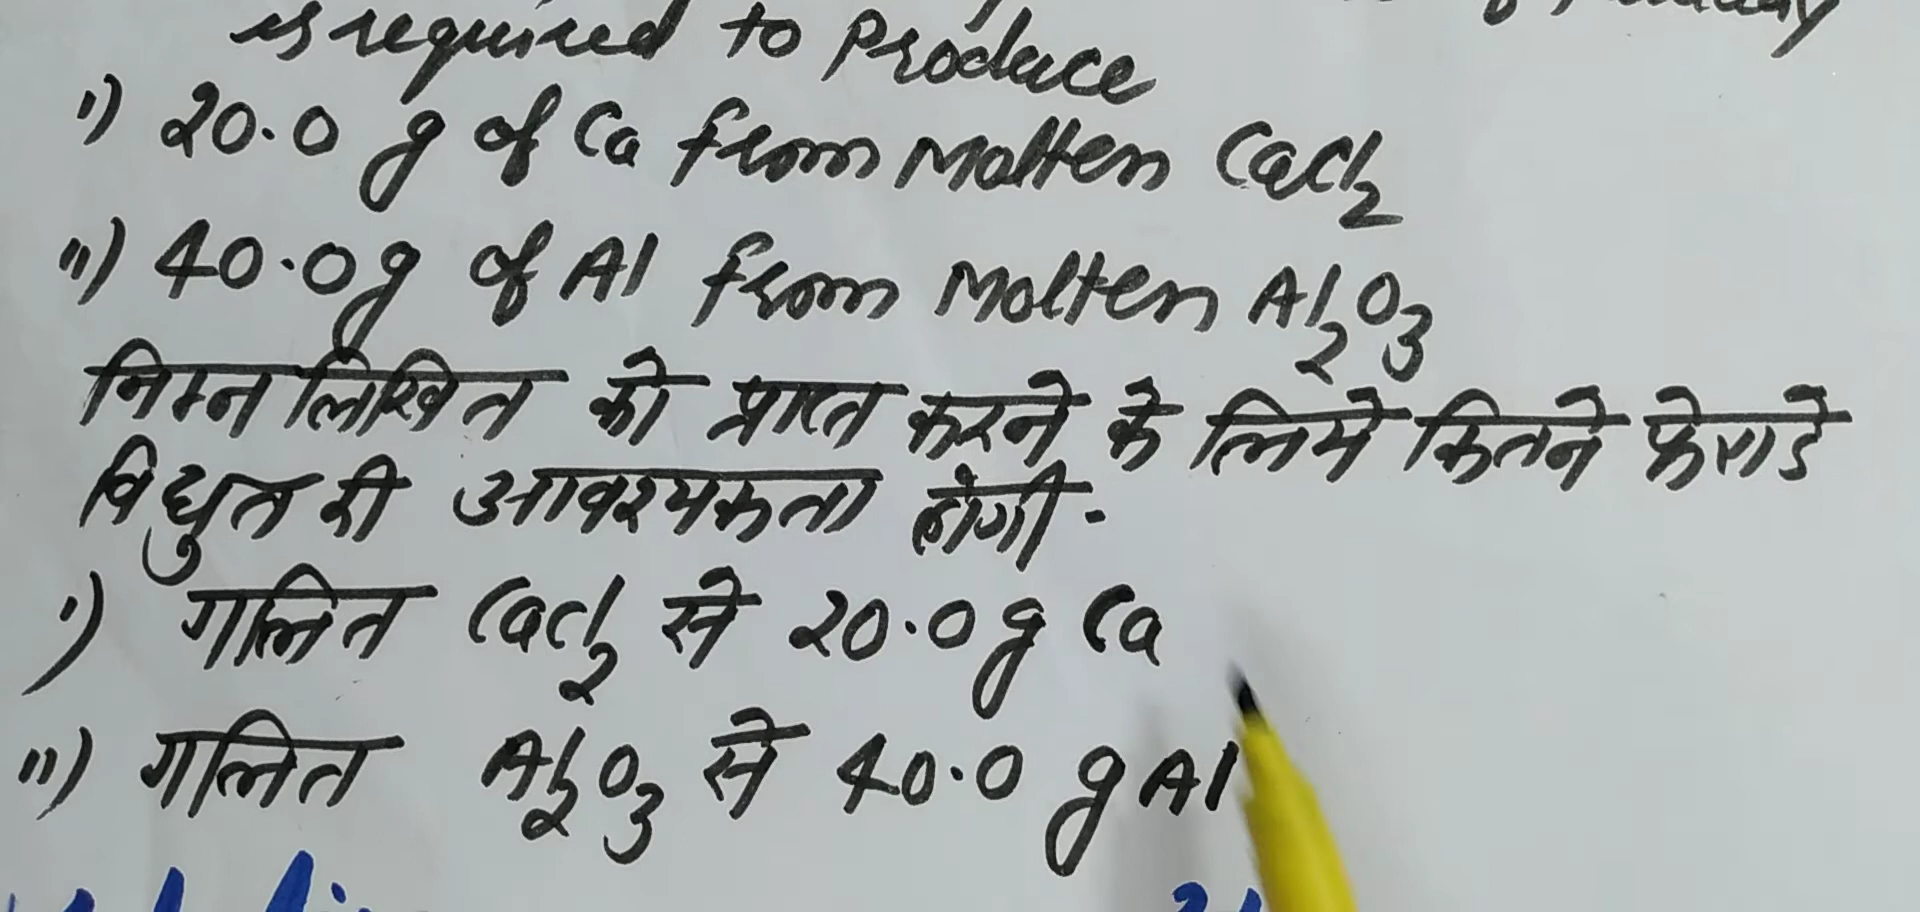 is required to produce
i) 20.0 g of Ca from Molten CaCl2
ii) 40.0g of Al from Molten Al2O3
निम्न लिखित को प्राप्त करने के लिये कितने फेराडे
विद्युत की आवश्यकता होगी -
i) गलित CaCl2 से 20.0 g Ca
ii) गलित Al2O3 से 40.0 g Al